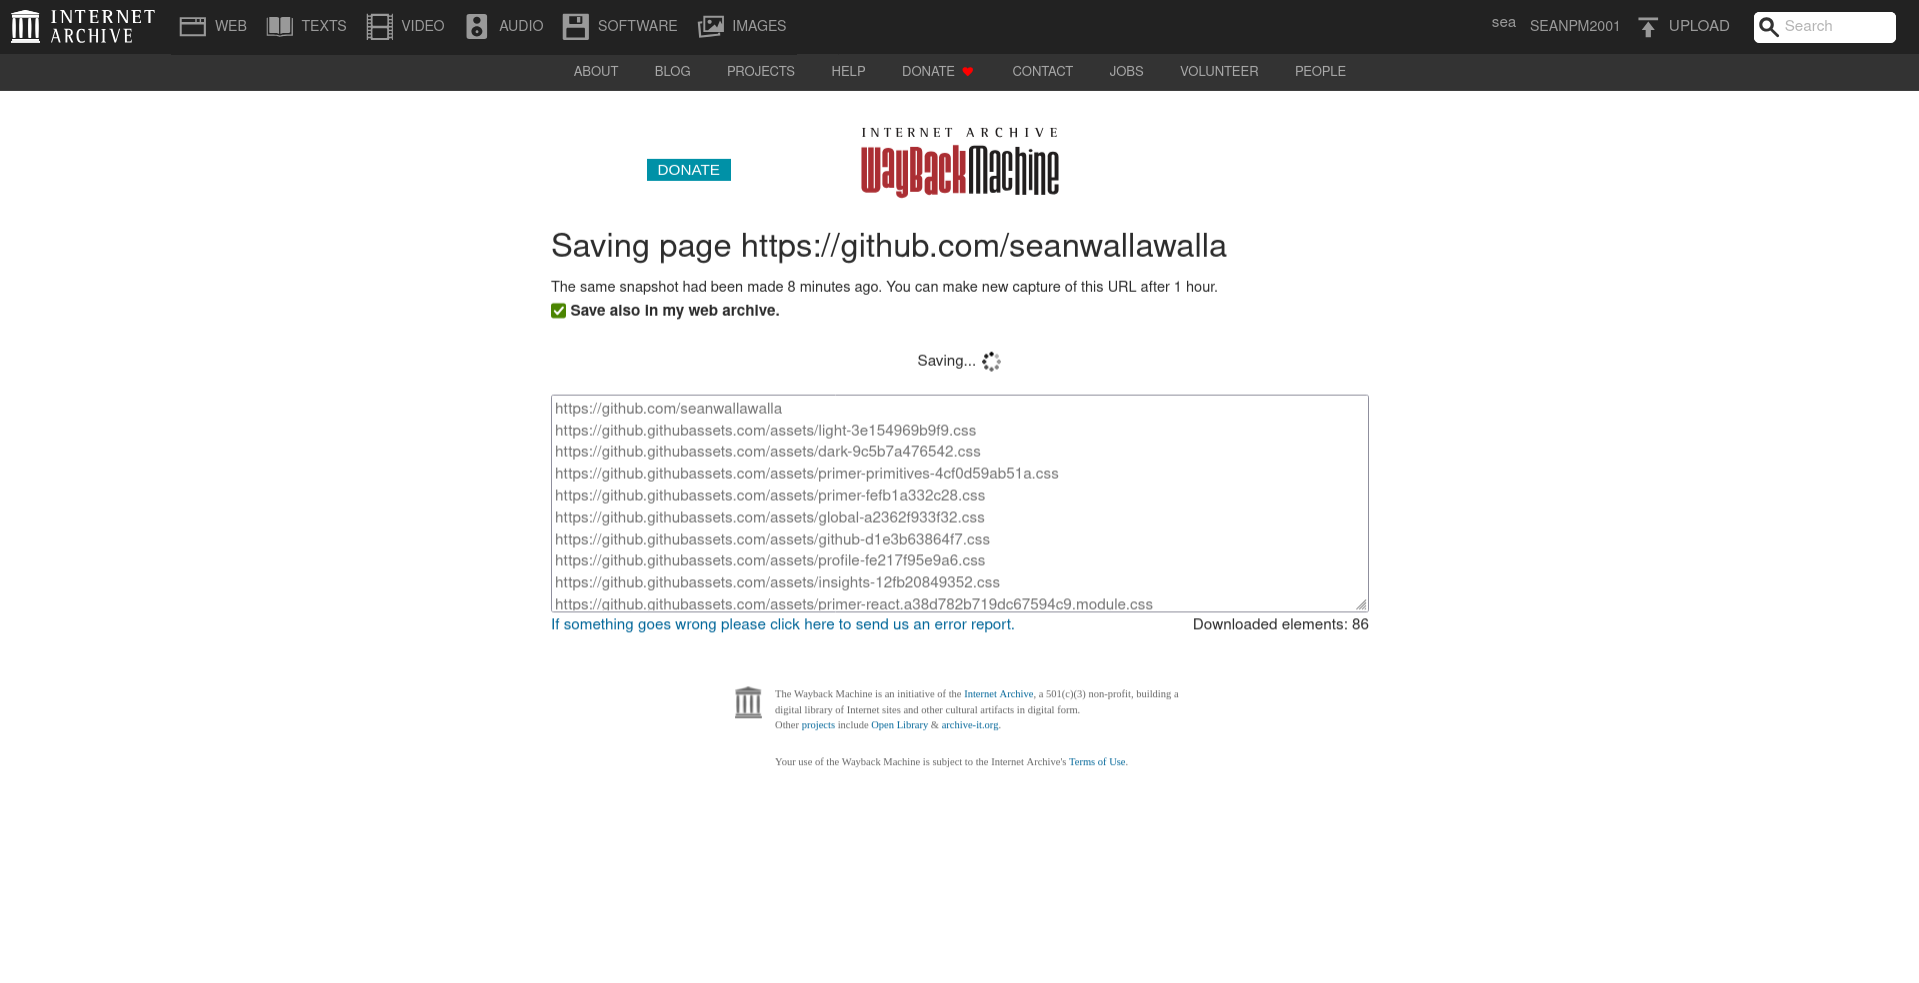 INTERNET ARCHIVE
WEB TEXTS VIDEO AUDIO SOFTWARE IMAGES sea SEANPM2001 UPLOAD Search
ABOUT BLOG PROJECTS HELP DONATE CONTACT JOBS VOLUNTEER PEOPLE
INTERNET ARCHIVE
WayBackMachine
DONATE
Saving page https://github.com/seanwallawalla
The same snapshot had been made 8 minutes ago. You can make new capture of this URL after 1 hour.
Save also in my web archive.
Saving...
https://github.com/seanwallawalla
https://github.githubassets.com/assets/light-3e154969b9f9.css
https://github.githubassets.com/assets/dark-9c5b7a476542.css
https://github.githubassets.com/assets/primer-primitives-4cf0d59ab51a.css
https://github.githubassets.com/assets/primer-fefb1a332c28.css
https://github.githubassets.com/assets/global-a2362f933f32.css
https://github.githubassets.com/assets/github-d1e3b63864f7.css
https://github.githubassets.com/assets/profile-fe217f95e9a6.css
https://github.githubassets.com/assets/insights-12fb20849352.css
https://github.githubassets.com/assets/primer-react.a38d782b719dc67594c9.module.css
If something goes wrong please click here to send us an error report. Downloaded elements: 86
The Wayback Machine is an initiative of the Internet Archive, a 501(c)(3) non-profit, building a
digital library of Internet sites and other cultural artifacts in digital form.
Other projects include Open Library & archive-it.org.
Your use of the Wayback Machine is subject to the Internet Archive's Terms of Use.